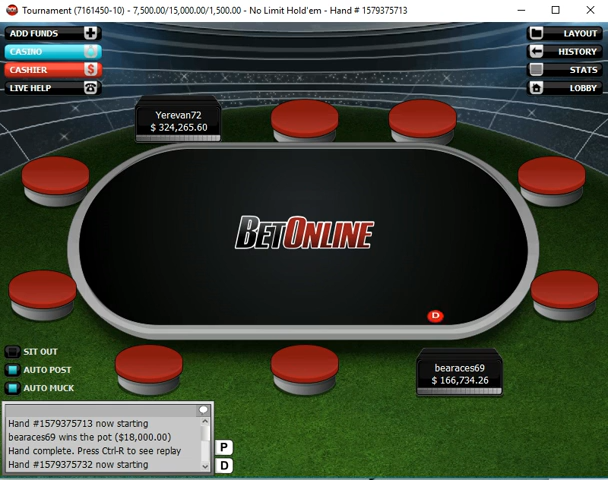 Tournament (7161450-10) - 7,500.00/15,000.00/1,500.00 - No Limit Hold'em - Hand # 1579375713
ADD FUNDS
LAYOUT
CASINO
HISTORY
CASHIER $
STATS
LIVE HELP
LOBBY
Yerevan72
$ 324,265.60
BETONLINE
D
SIT OUT
AUTO POST
AUTO MUCK
bearaces69
$ 166,734.26
Hand #1579375713 now starting
bearaces69 wins the pot ($18,000.00)
Hand complete. Press Ctrl-R to see replay
Hand #1579375732 now starting
P
D